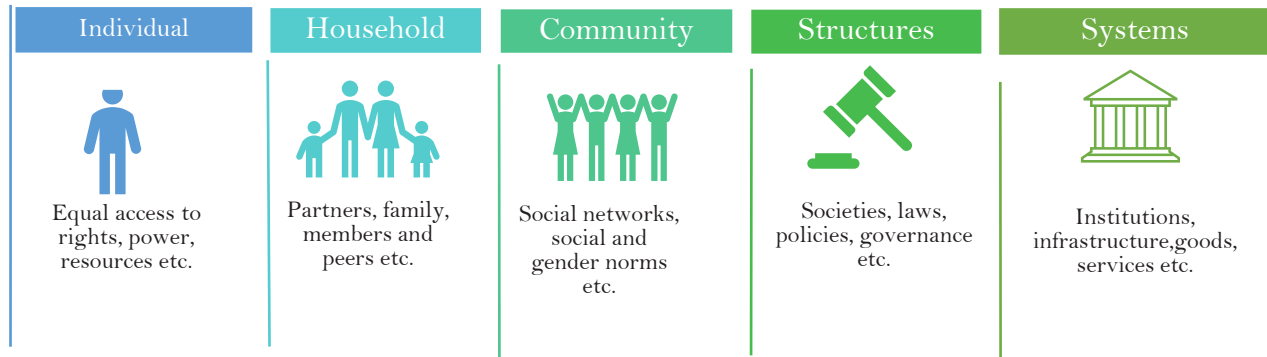 Individual
Equal access to
rights, power,
resources etc.
Household
Partners, family,
members and
peers etc.
Community
Social networks,
social and
gender norms
etc.
Structures
Societies, laws,
policies, governance
etc.
Systems
Institutions,
infrastructure,goods,
services etc.